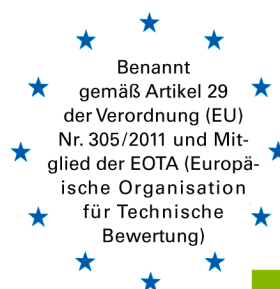 Benannt
gemäß Artikel 29
der Verordnung (EU)
Nr. 305/2011 und Mit-
glied der EOTA (Europä-
ische Organisation
für Technische
Bewertung)